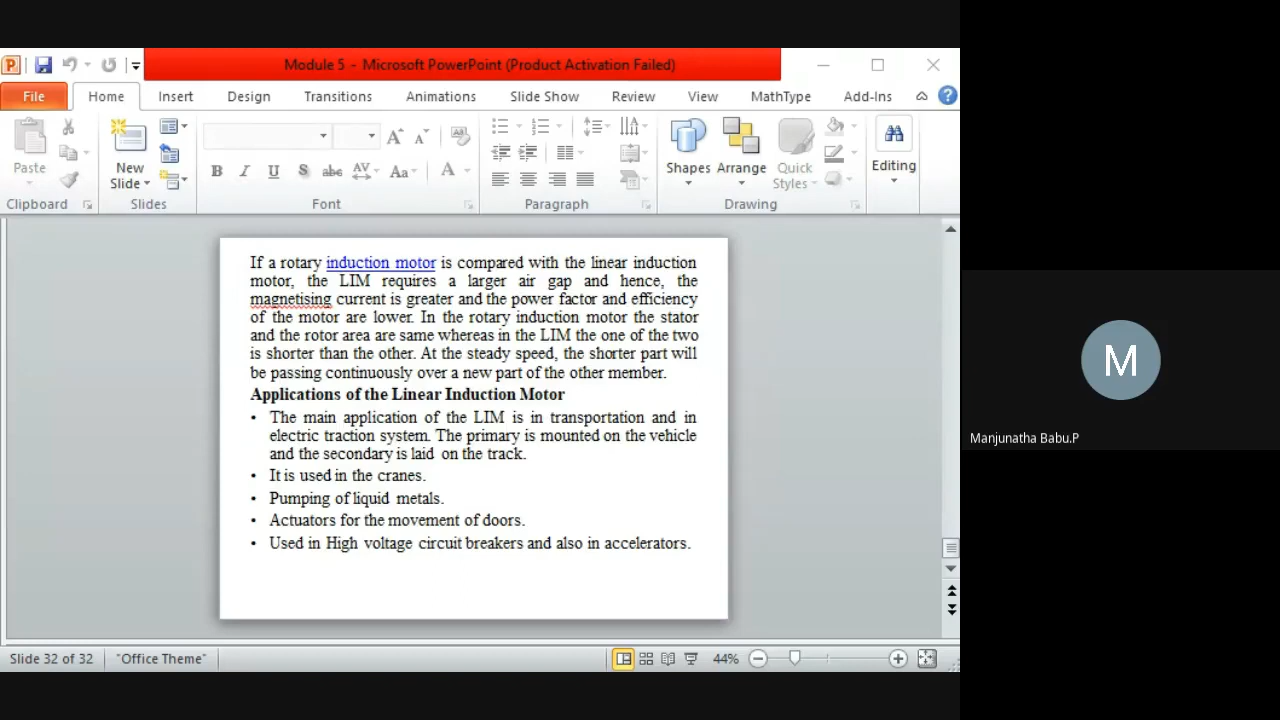 Module 5 - Microsoft PowerPoint (Product Activation Failed)
File Home Insert Design Transitions Animations Slide Show Review View MathType Add-Ins
Paste
New Slide
Shapes Arrange Quick Styles
Editing
Clipboard Slides Font Paragraph Drawing
If a rotary induction motor is compared with the linear induction
motor, the LIM requires a larger air gap and hence, the
magnetising current is greater and the power factor and efficiency
of the motor are lower. In the rotary induction motor the stator
and the rotor area are same whereas in the LIM the one of the two
is shorter than the other. At the steady speed, the shorter part will
be passing continuously over a new part of the other member.
Applications of the Linear Induction Motor
• The main application of the LIM is in transportation and in
electric traction system. The primary is mounted on the vehicle
and the secondary is laid on the track.
• It is used in the cranes.
• Pumping of liquid metals.
• Actuators for the movement of doors.
• Used in High voltage circuit breakers and also in accelerators.
Slide 32 of 32 "Office Theme" 44%
M
Manjunatha Babu.P